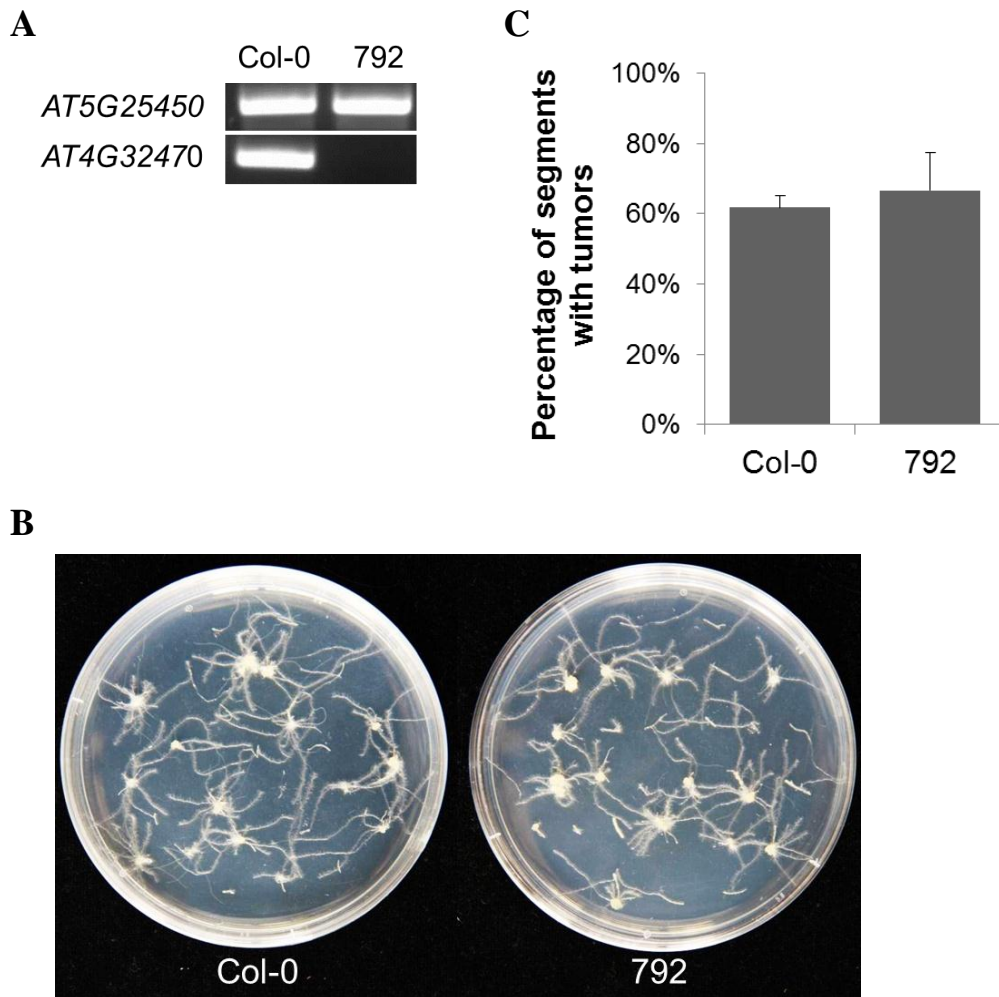 A
Col-0 792
AT5G25450
AT4G32470
C
Percentage of segments
with tumors
100%
80%
60%
40%
20%
0%
Col-0 792
B
Col-0 792